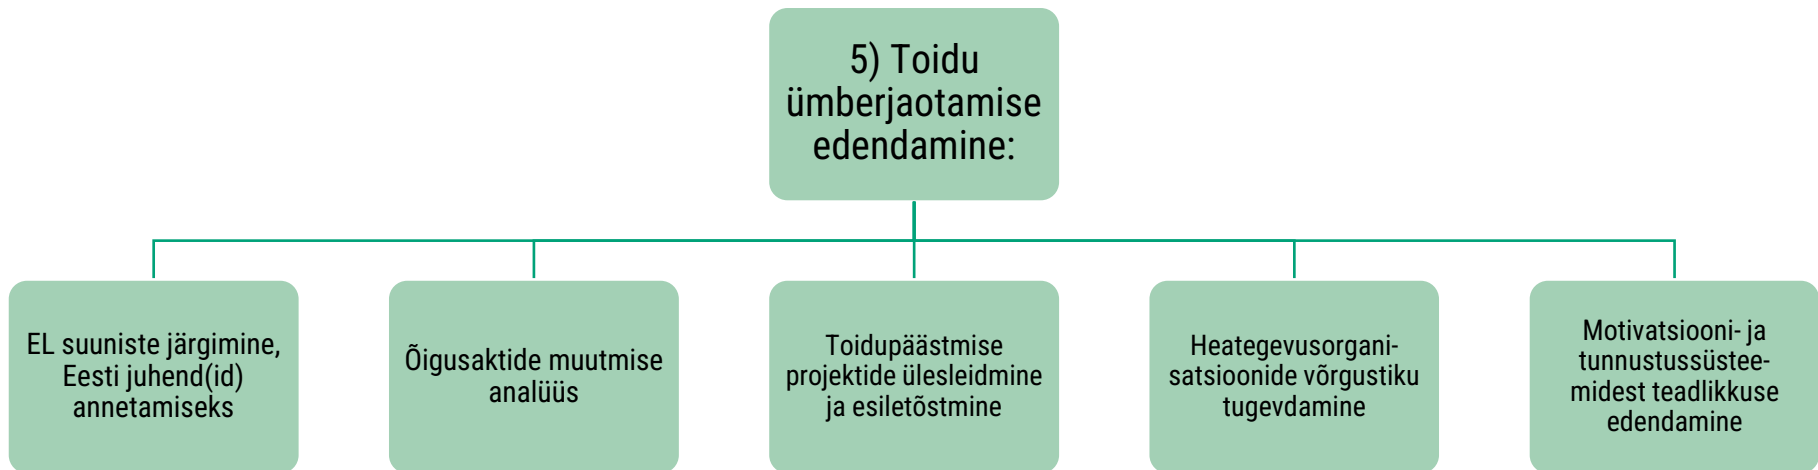 5) Toidu
ümberjaotamise
edendamine:
EL suuniste järgimine,
Eesti juhend(id)
annetamiseks
Õigusaktide muutmise
analüüs
Toidupäästmise
projektide ülesleidmine
ja esiletõstmine
Heategevusorgani-
satsioonide võrgustiku
tugevdamine
Motivatsiooni- ja
tunnustussüstee-
midest teadlikkuse
edendamine